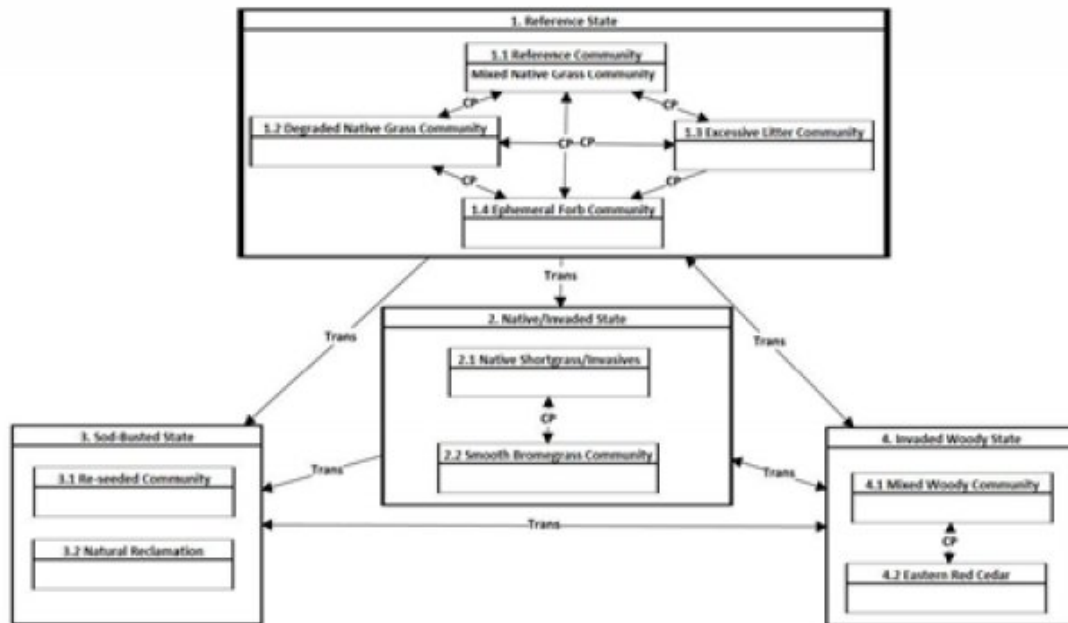 1. Reference State
1.1 Reference Community
Mixed Native Grass Community
CP
CP
1.2 Degraded Native Grass Community
1.3 Excessive Litter Community
CP
CP
CP
CP
1.4 Ephemeral Forb Community
Trans
2. Native/Invaded State
Trans
Trans
2.1 Native Shortgrass/Invasives
CP
3. Sod-Busted State
4. Invaded Woody State
2.2 Smooth Bromegrass Community
Trans
Trans
3.1 Re-seeded Community
4.1 Mixed Woody Community
Trans
CP
3.2 Natural Reclamation
4.2 Eastern Red Cedar